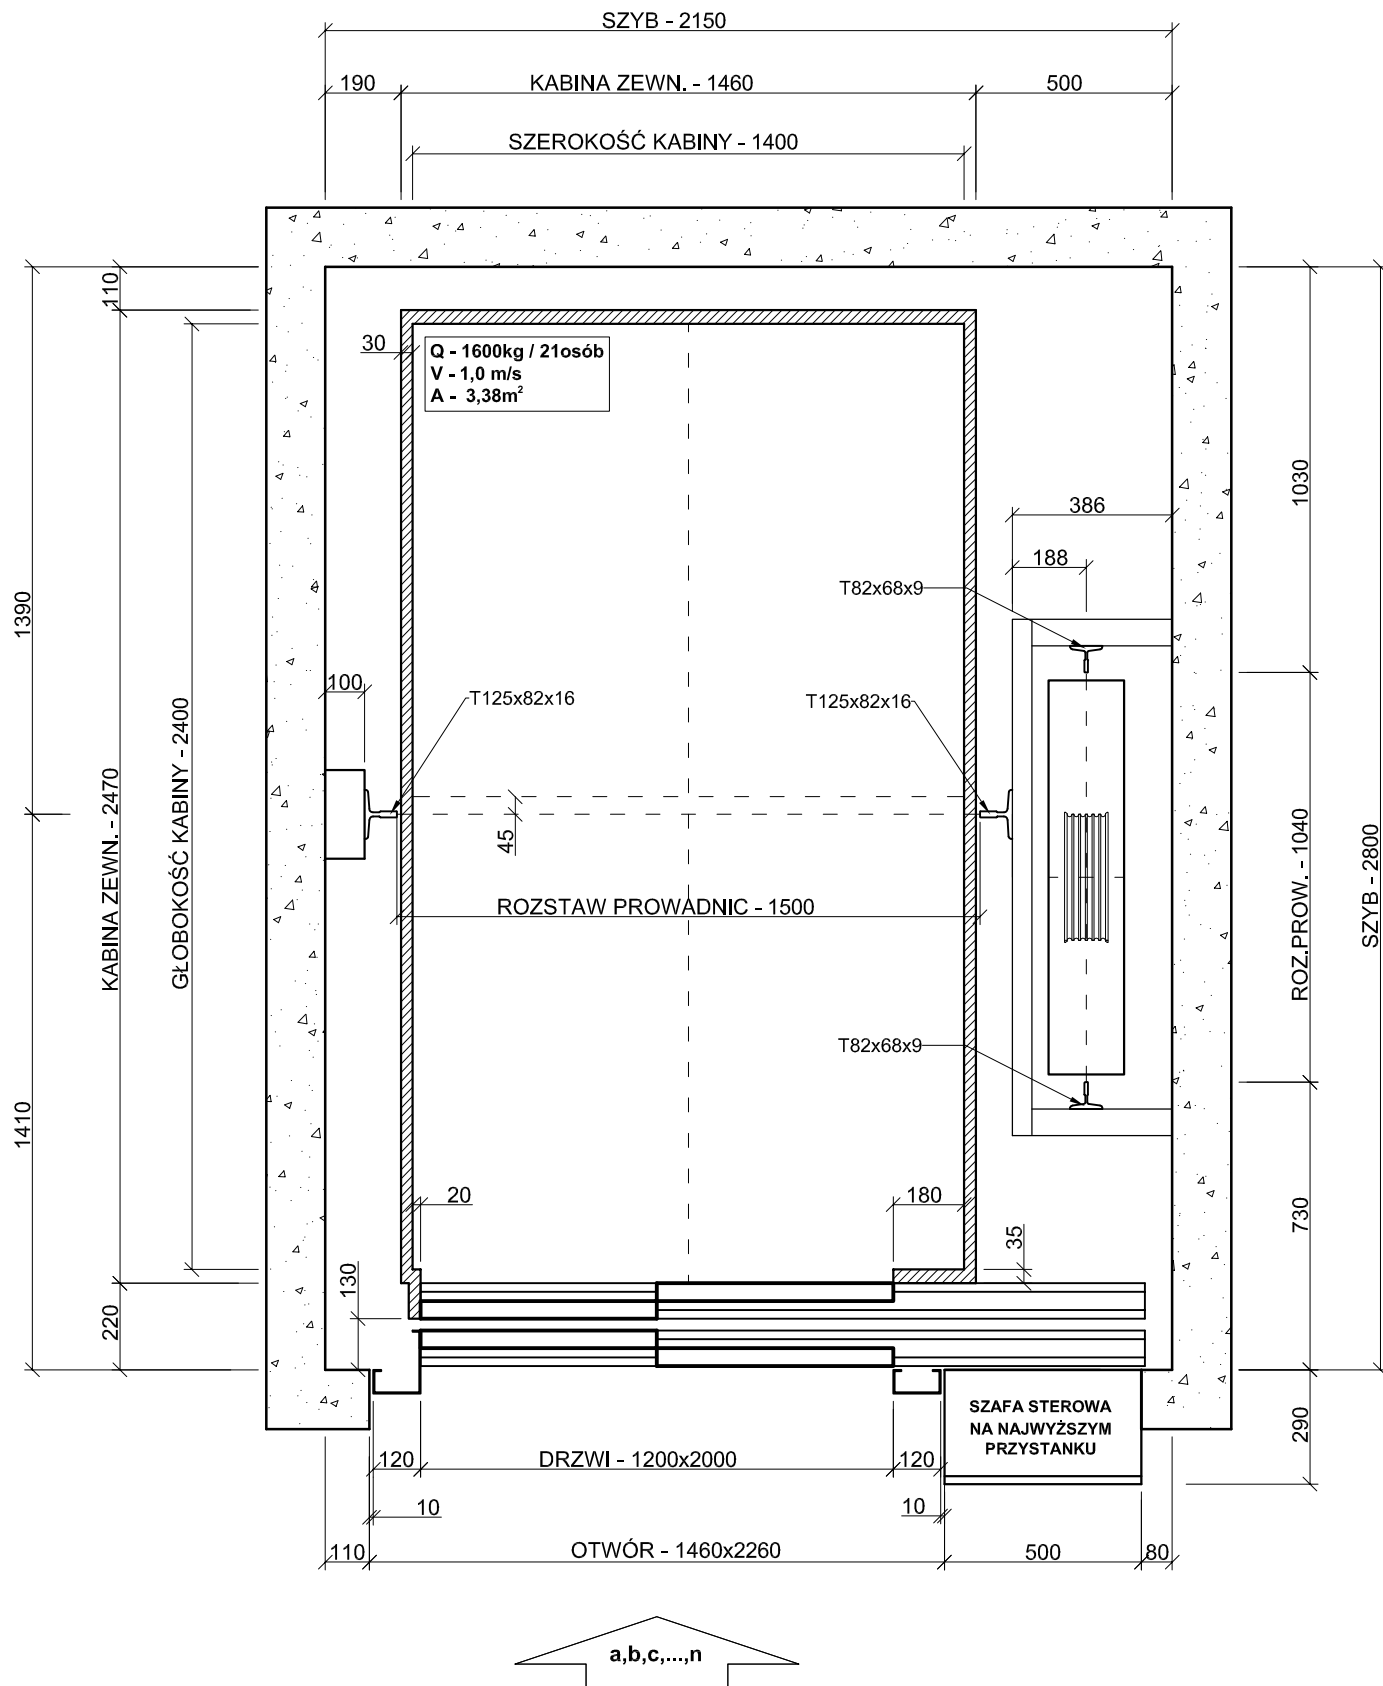 SZYB - 2150
190
KABINA ZEWN. - 1460
500
SZEROKOŚĆ KABINY - 1400
110
30
Q - 1600kg / 21osób
V - 1,0 m/s
A - 3,38m²
1030
386
188
T82x68x9
1390
100
T125x82x16
T125x82x16
GŁOBOKOŚĆ KABINY - 2400
KABINA ZEWN. - 2470
45
ROZSTAW PROWADNIC - 1500
ROZ.PROW. - 1040
SZYB - 2800
T82x68x9
1410
20
180
35
730
130
220
SZAFA STEROWA
NA NAJWYŻSZYM
PRZYSTANKU
290
120
DRZWI - 1200x2000
120
10
10
110
OTWÓR - 1460x2260
500
80
a,b,c,...,n